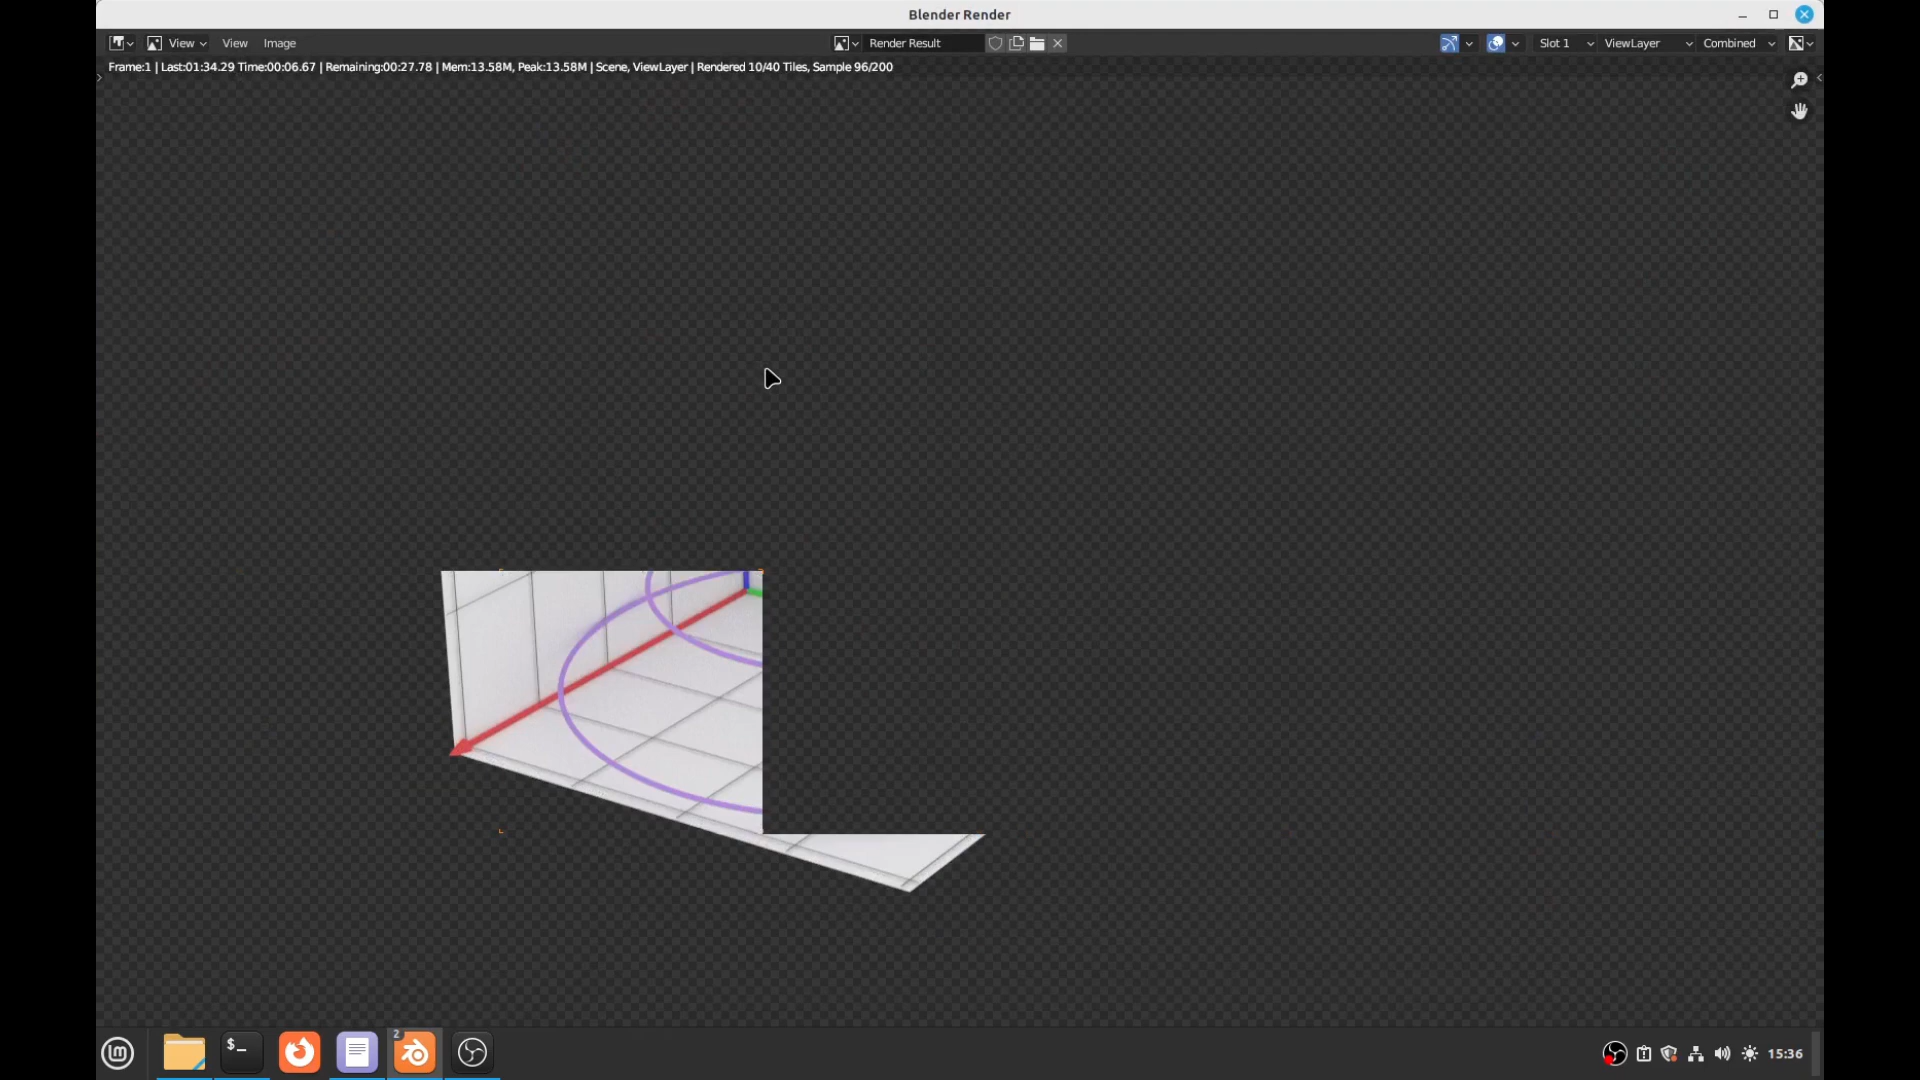 Blender Render
View View Image Render Result Slot 1 ViewLayer Combined
Frame:1 | Last:01:34.29 Time:00:06.67 | Remaining:00:27.78 | Mem:13.58M, Peak:13.58M | Scene, ViewLayer | Rendered 10/40 Tiles, Sample 96/200
$_ 2 15:36